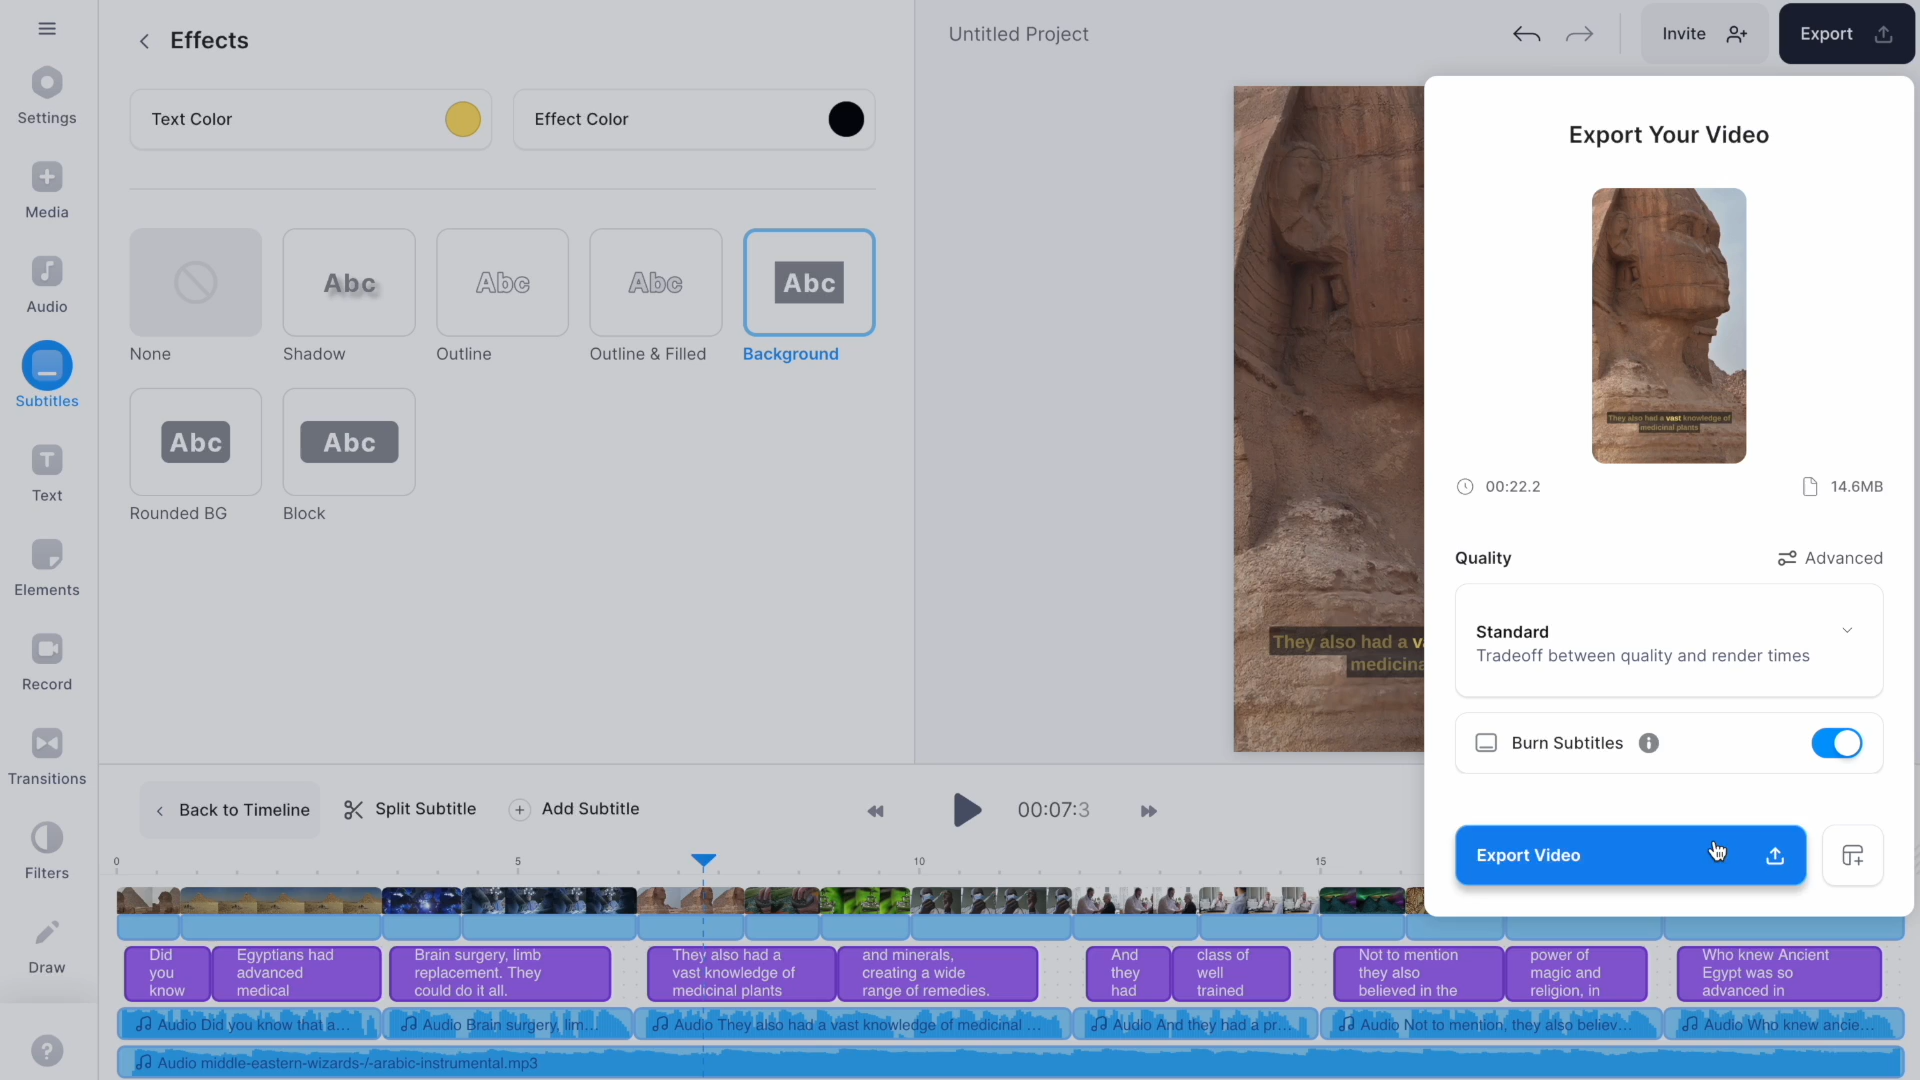 Settings
Media
Audio
Subtitles
Text
Elements
Record
Transitions
Filters
Draw
?
Effects
Text Color
Effect Color
None
Abc
Shadow
Abc
Outline
Abc
Outline & Filled
Abc
Background
Abc
Rounded BG
Abc
Block
Untitled Project
Invite
Export
They also had a
medicina
Export Your Video
They also had a vast knowledge of
medicinal plants
00:22.2
14.6MB
Quality
Advanced
Standard
Tradeoff between quality and render times
Burn Subtitles
Export Video
Back to Timeline
Split Subtitle
Add Subtitle
00:07:3
0
5
10
15
Did
you
know
Egyptians had
advanced
medical
Brain surgery, limb
replacement. They
could do it all.
They also had a
vast knowledge of
medicinal plants
and minerals,
creating a wide
range of remedies.
And
they
had
class of
well
trained
Not to mention
they also
believed in the
power of
magic and
religion, in
Who knew Ancient
Egypt was so
advanced in
Audio Did you know that a...
Audio Brain surgery, lim...
Audio They also had a vast knowledge of medicinal ...
Audio And they had a pr...
Audio Not to mention, they also believ...
Audio Who knew ancie...
Audio middle-eastern-wizards-/-arabic-instrumental.mp3